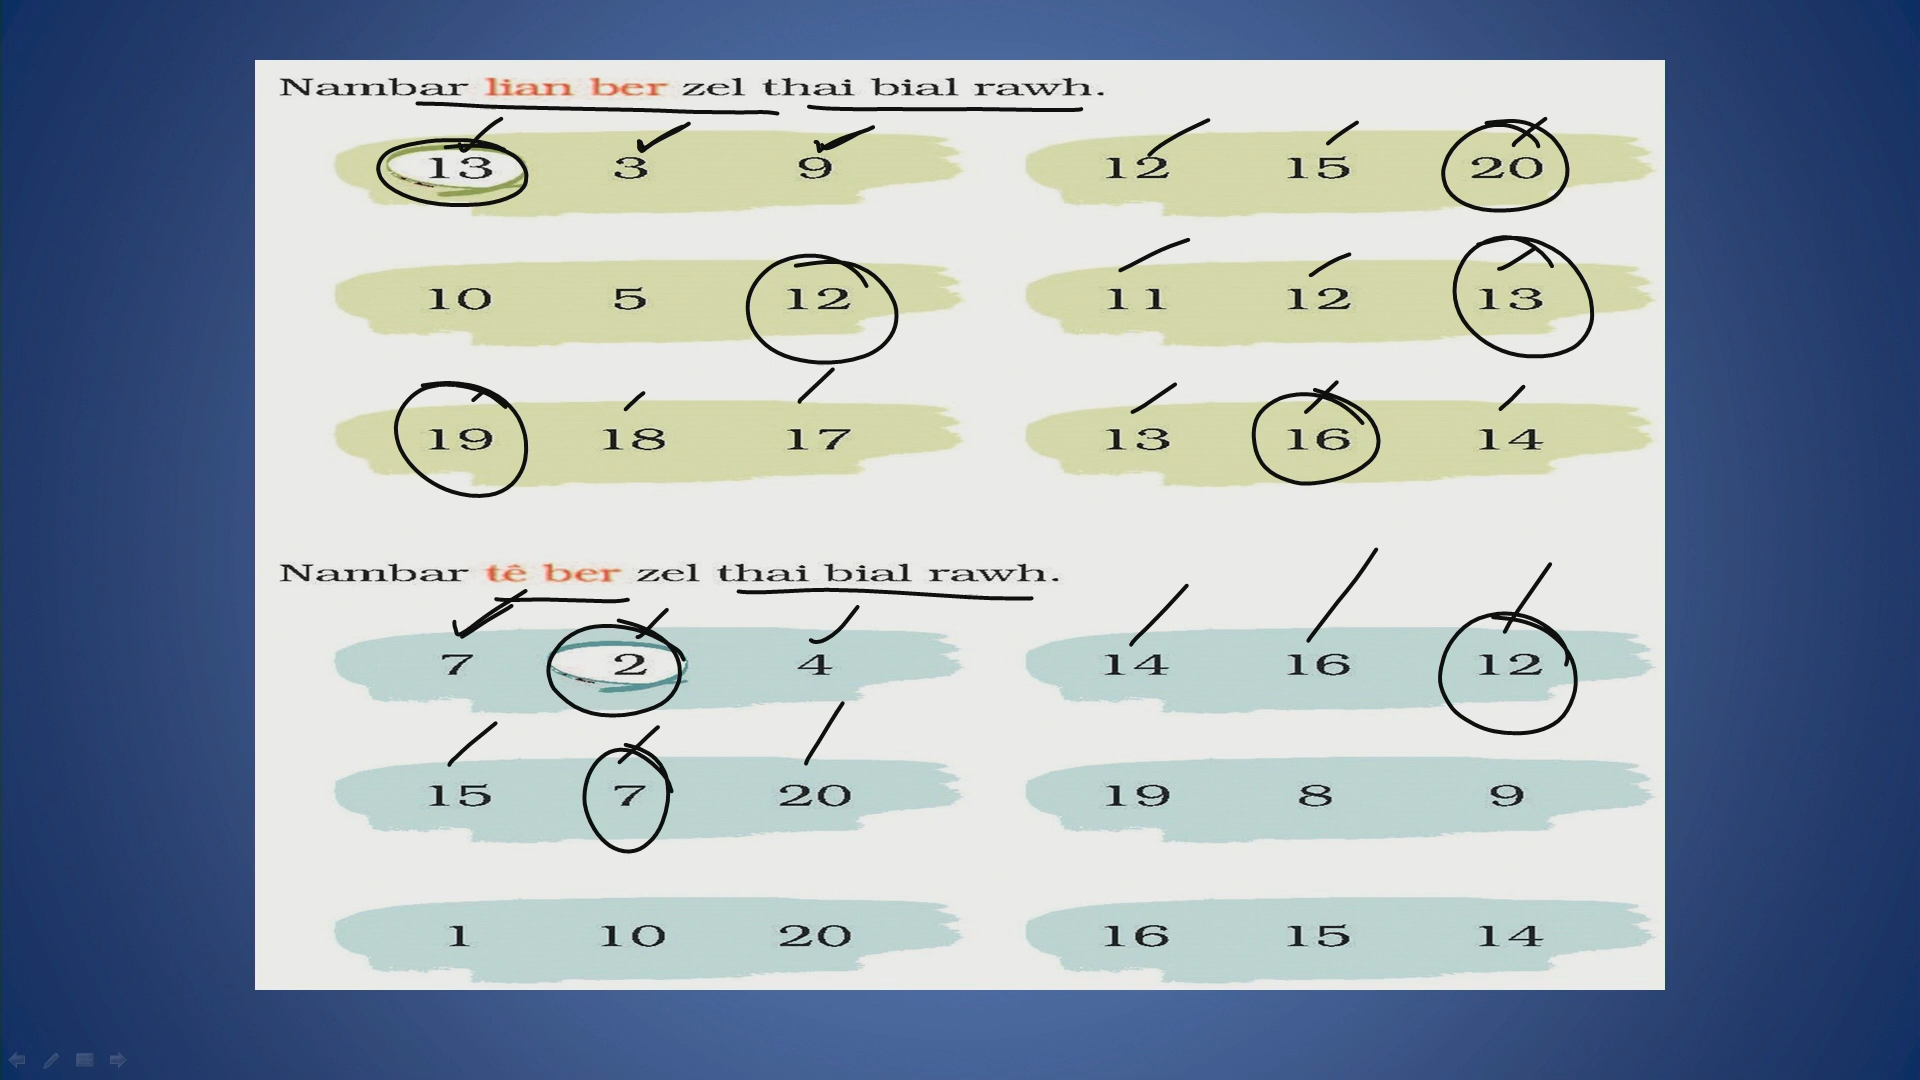 Nambar lian ber zel thai bial rawh.
13 3 9 12 15 20
10 5 12 11 12 13
19 18 17 13 16 14
Nambar tê ber zel thai bial rawh.
7 2 4 14 16 12
15 7 20 19 8 9
1 10 20 16 15 14